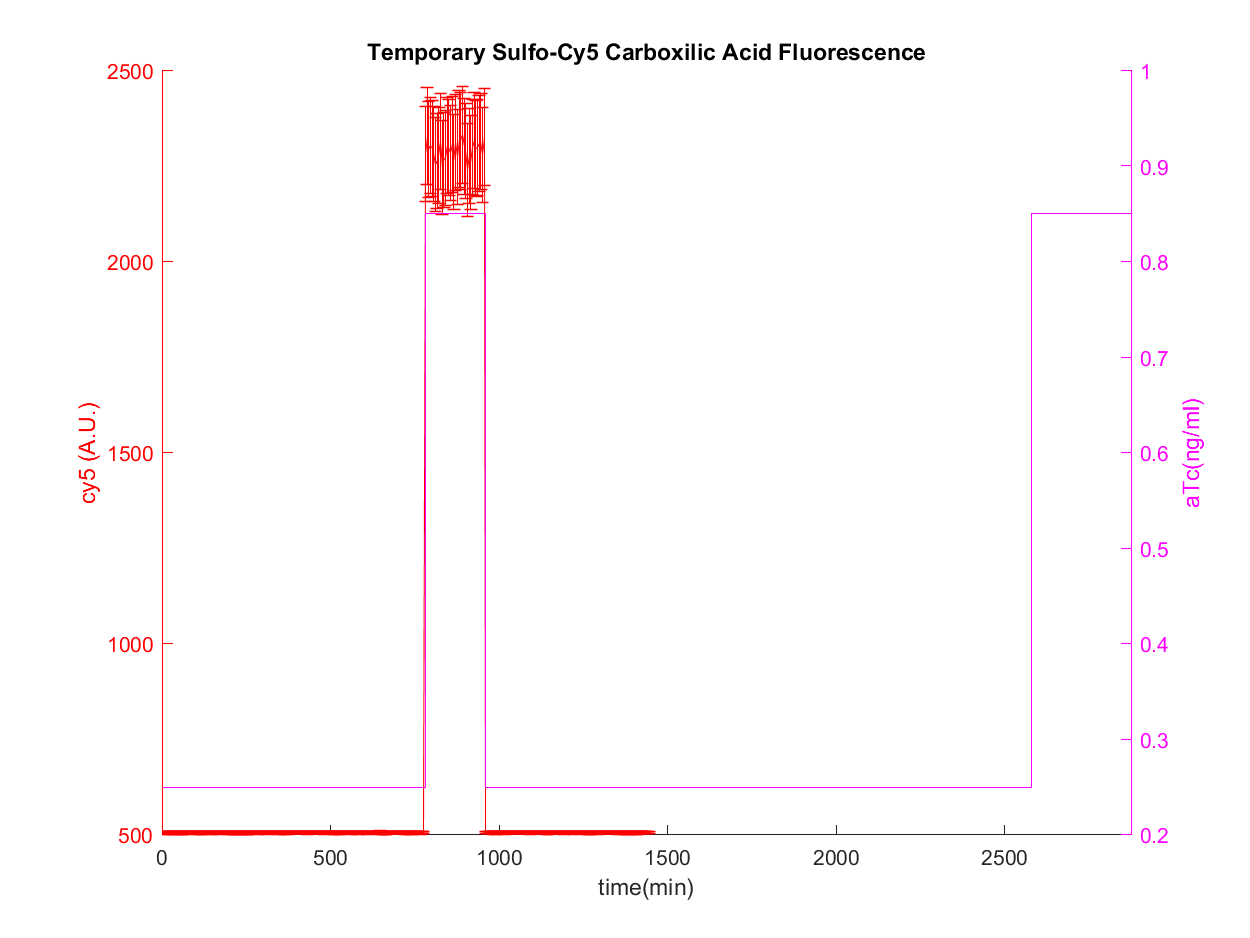 Temporary Sulfo-Cy5 Carboxilic Acid Fluorescence
2500
2000
1500
1000
500
cy5 (A.U.)
1
0.9
0.8
0.7
0.6
0.5
0.4
0.3
0.2
aTc(ng/ml)
0 500 1000 1500 2000 2500
time(min)